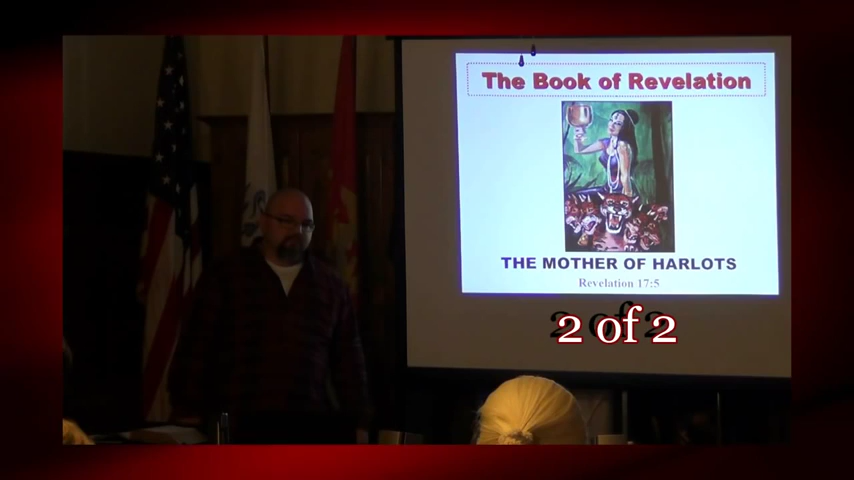 The Book of Revelation
THE MOTHER OF HARLOTS
Revelation 17:5
2 of 2